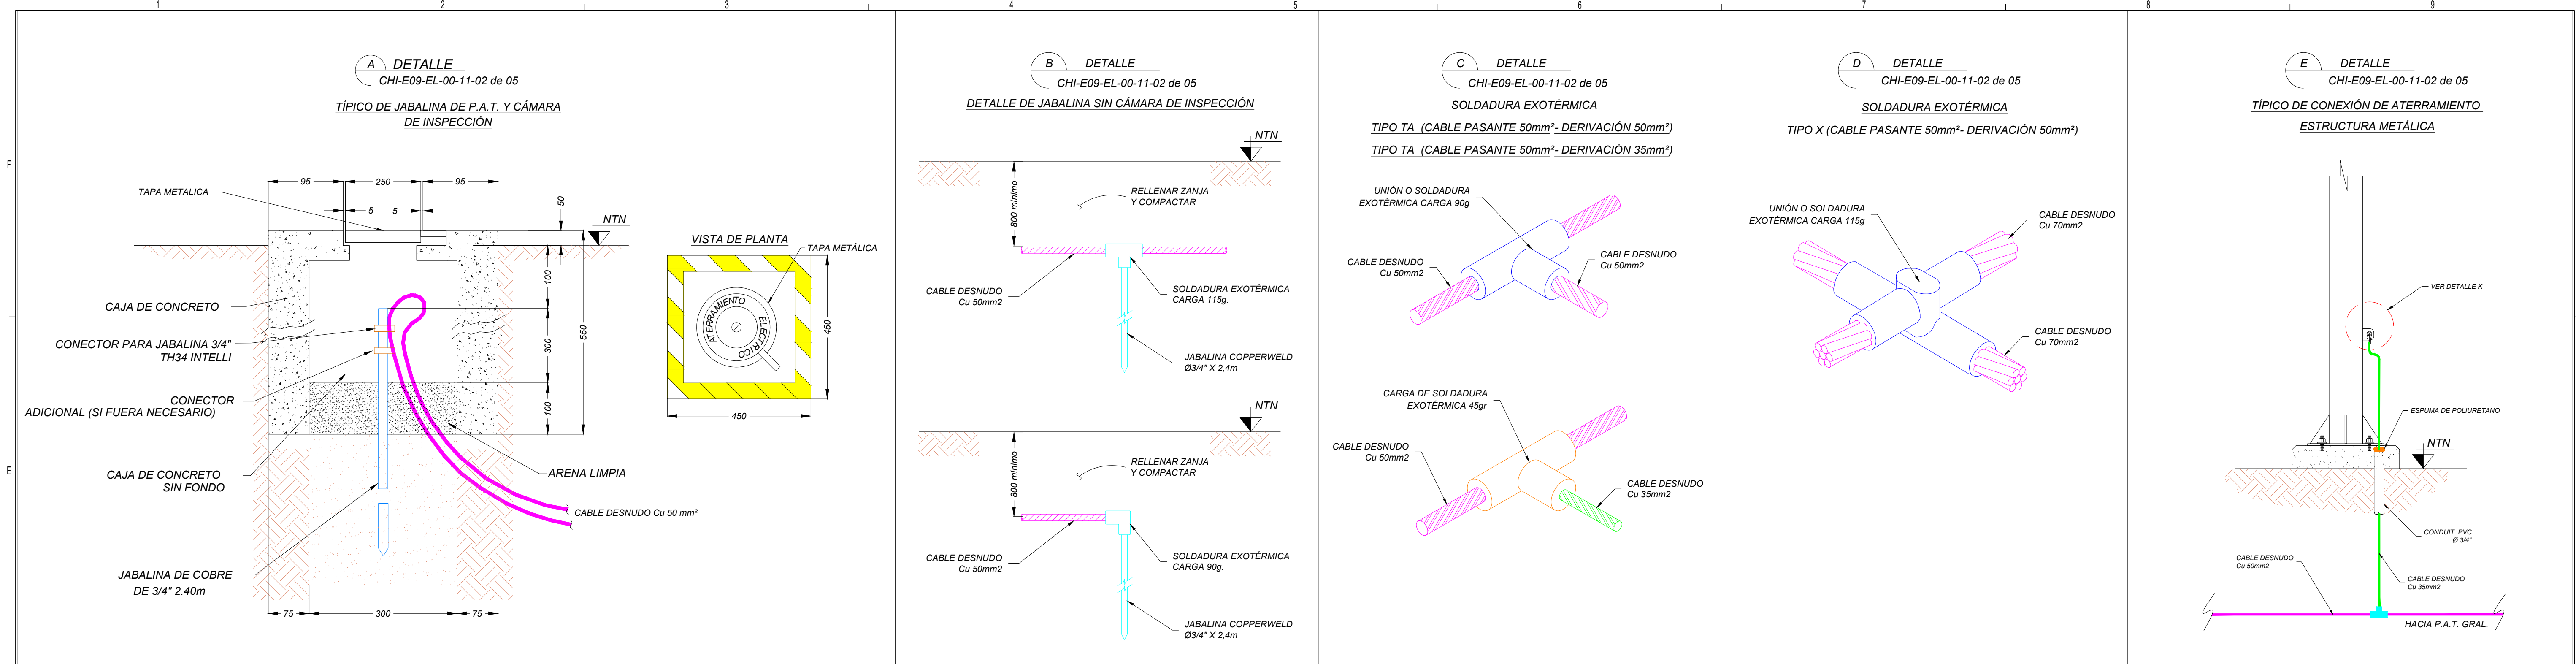 1
2
3
4
5
6
7
8
9
F
E
A DETALLE
CHI-E09-EL-00-11-02 de 05
TÍPICO DE JABALINA DE P.A.T. Y CÁMARA
DE INSPECCIÓN
95
250
95
TAPA METALICA
5
5
50
NTN
100
300
550
100
CAJA DE CONCRETO
CONECTOR PARA JABALINA 3/4"
TH34 INTELLI
CONECTOR
ADICIONAL (SI FUERA NECESARIO)
CAJA DE CONCRETO
SIN FONDO
ARENA LIMPIA
CABLE DESNUDO Cu 50 mm²
JABALINA DE COBRE
DE 3/4" 2.40m
75
300
75
VISTA DE PLANTA
TAPA METÁLICA
ATERRAMIENTO
ELECTRICO
450
450
B DETALLE
CHI-E09-EL-00-11-02 de 05
DETALLE DE JABALINA SIN CÁMARA DE INSPECCIÓN
NTN
800 mínimo
RELLENAR ZANJA
Y COMPACTAR
CABLE DESNUDO
Cu 50mm2
SOLDADURA EXOTÉRMICA
CARGA 115g.
JABALINA COPPERWELD
Ø3/4" X 2,4m
NTN
800 mínimo
RELLENAR ZANJA
Y COMPACTAR
CABLE DESNUDO
Cu 50mm2
SOLDADURA EXOTÉRMICA
CARGA 90g.
JABALINA COPPERWELD
Ø3/4" X 2,4m
C DETALLE
CHI-E09-EL-00-11-02 de 05
SOLDADURA EXOTÉRMICA
TIPO TA (CABLE PASANTE 50mm²- DERIVACIÓN 50mm²)
TIPO TA (CABLE PASANTE 50mm²- DERIVACIÓN 35mm²)
UNIÓN O SOLDADURA
EXOTÉRMICA CARGA 90g
CABLE DESNUDO
Cu 50mm2
CABLE DESNUDO
Cu 50mm2
CARGA DE SOLDADURA
EXOTÉRMICA 45gr
CABLE DESNUDO
Cu 50mm2
CABLE DESNUDO
Cu 35mm2
D DETALLE
CHI-E09-EL-00-11-02 de 05
SOLDADURA EXOTÉRMICA
TIPO X (CABLE PASANTE 50mm²- DERIVACIÓN 50mm²)
UNIÓN O SOLDADURA
EXOTÉRMICA CARGA 115g
CABLE DESNUDO
Cu 70mm2
CABLE DESNUDO
Cu 70mm2
E DETALLE
CHI-E09-EL-00-11-02 de 05
TÍPICO DE CONEXIÓN DE ATERRAMIENTO
ESTRUCTURA METÁLICA
VER DETALLE K
ESPUMA DE POLIURETANO
NTN
CONDUIT PVC
Ø 3/4"
CABLE DESNUDO
Cu 50mm2
CABLE DESNUDO
Cu 35mm2
HACIA P.A.T. GRAL.